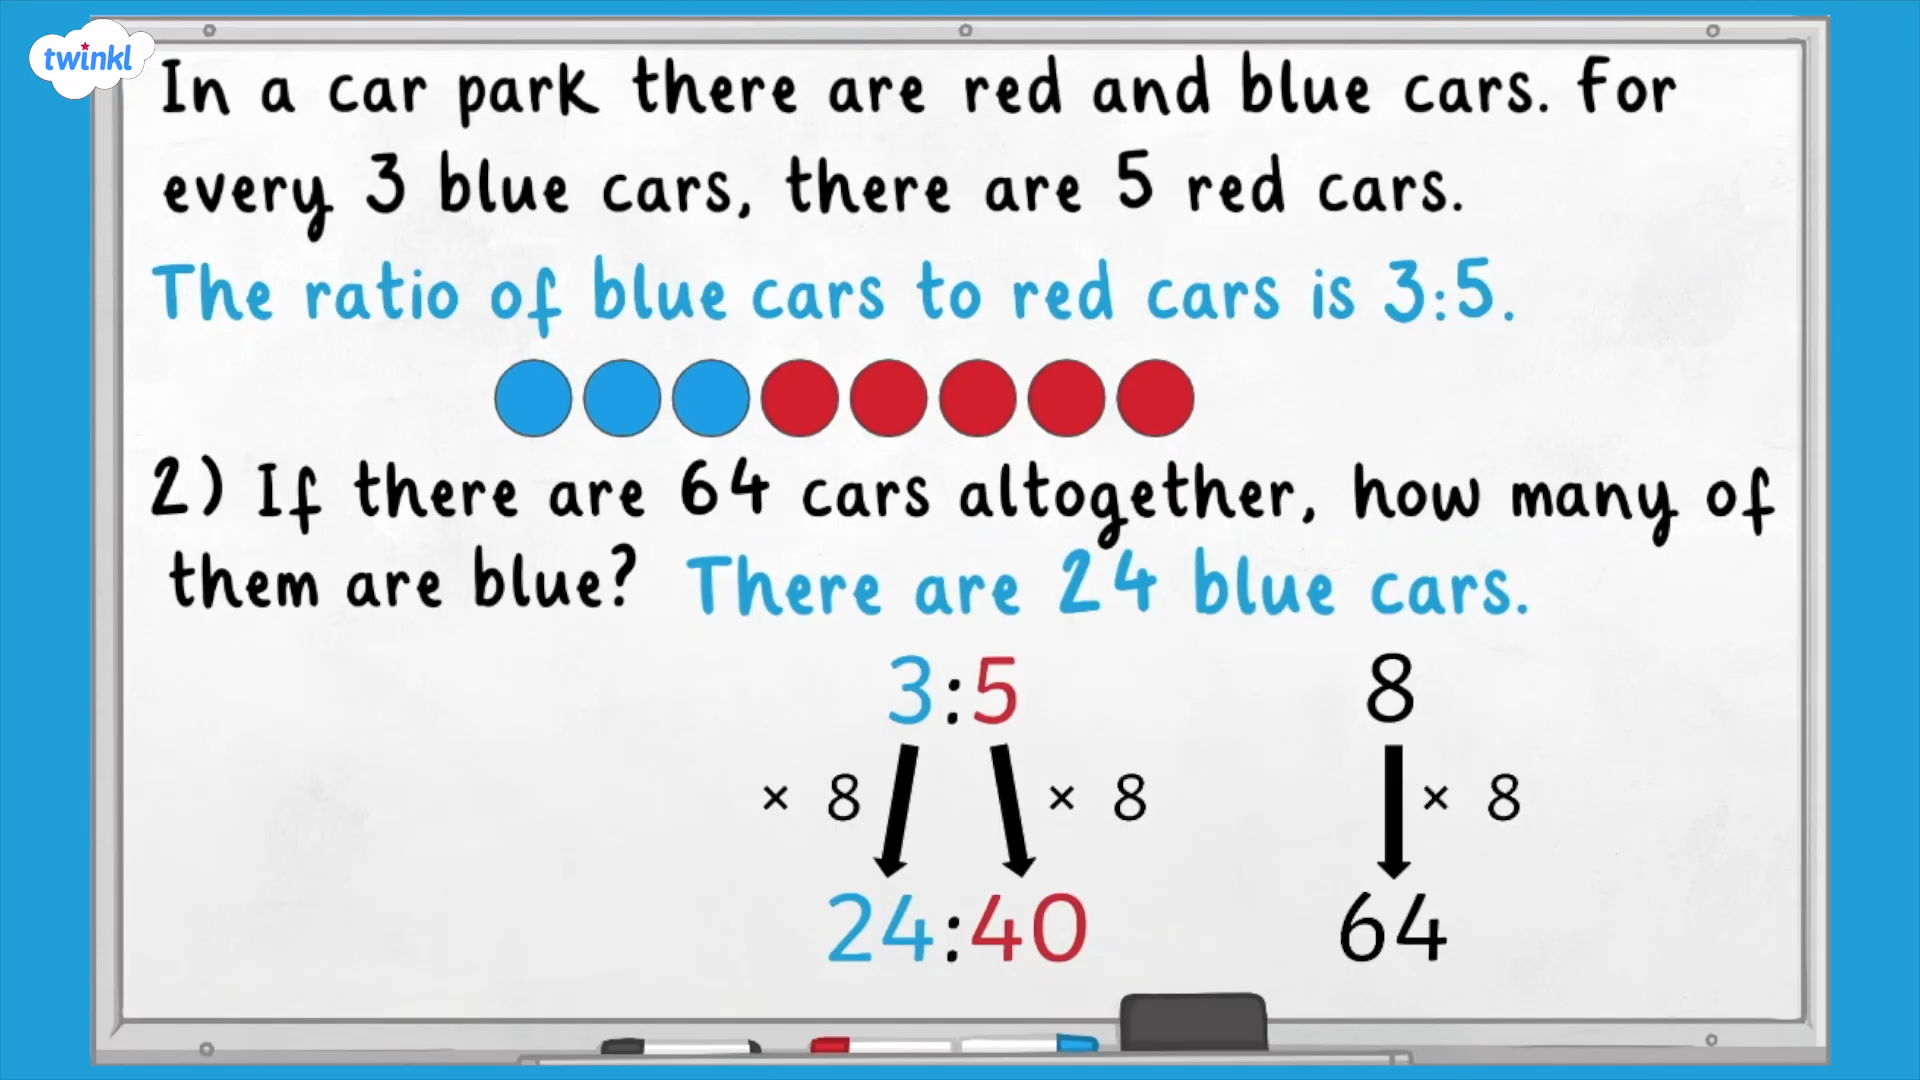 twinkl
In a car park there are red and blue cars. For
every 3 blue cars, there are 5 red cars.
The ratio of blue cars to red cars is 3:5.
2) If there are 64 cars altogether, how many of
them are blue? There are 24 blue cars.
3:5 8
× 8 × 8 × 8
24:40 64